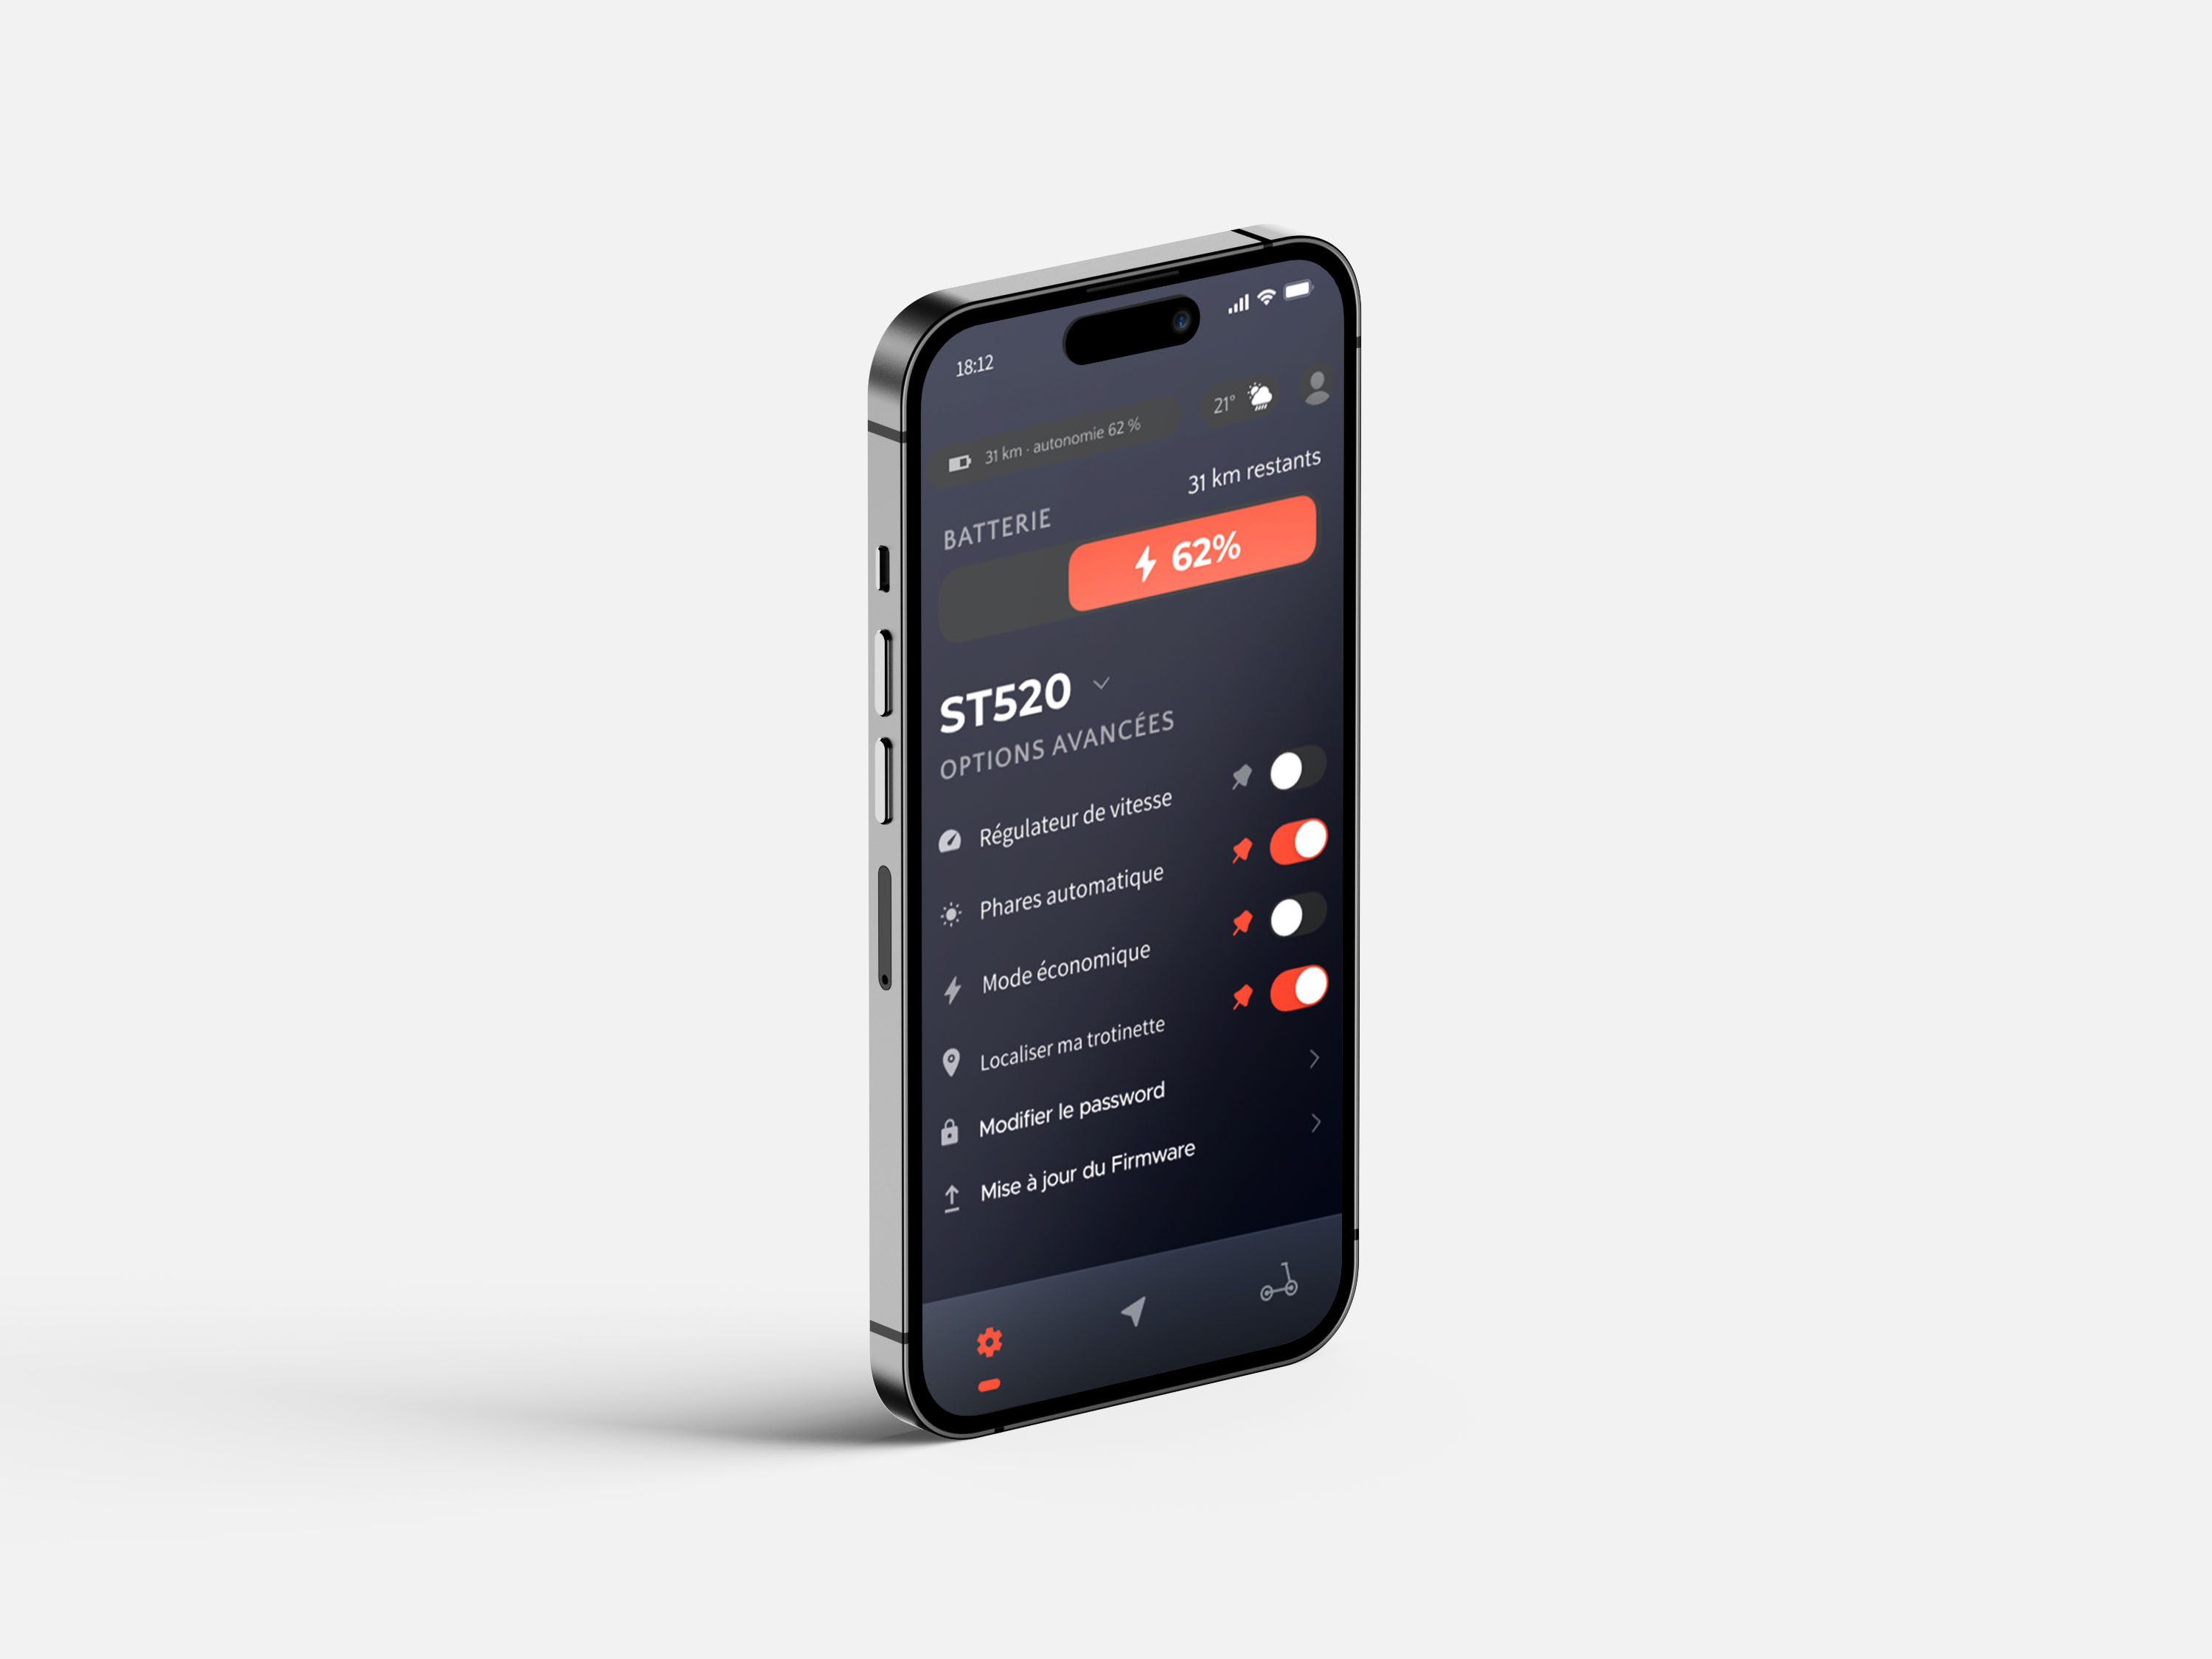 18:12
31 km · autonomie 62 %
21°
31 km restants
BATTERIE
62%
ST520
OPTIONS AVANCÉES
Régulateur de vitesse
Phares automatique
Mode économique
Localiser ma trotinette
Modifier le password
Mise à jour du Firmware